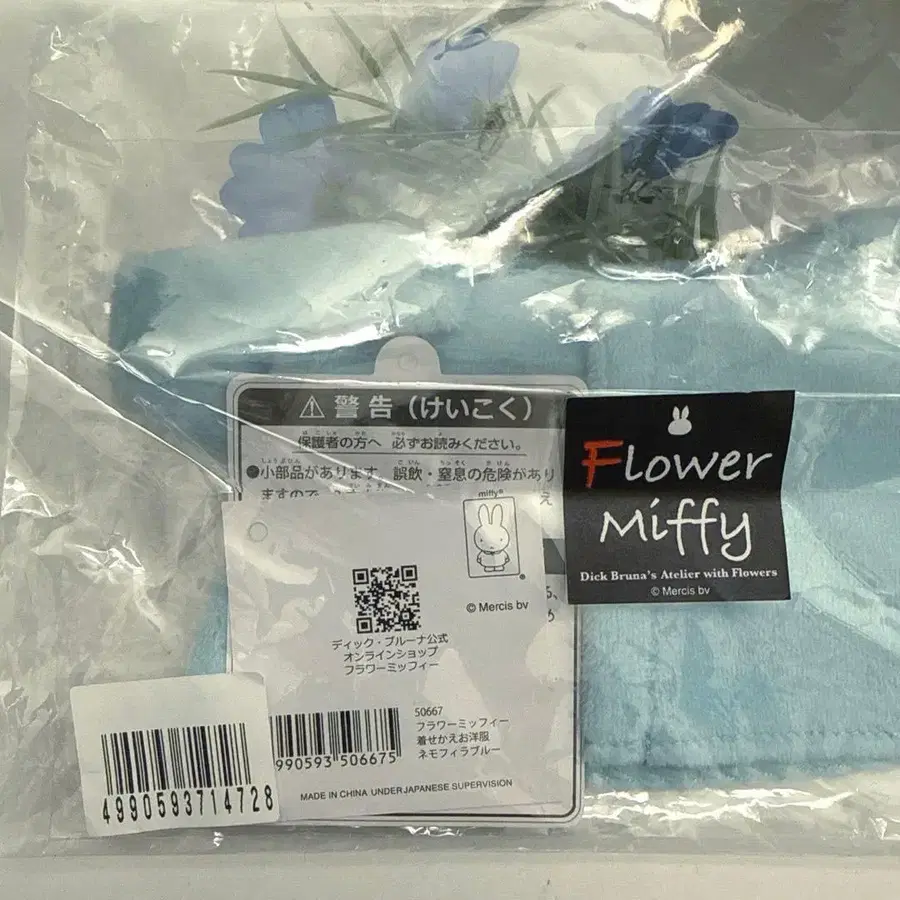 ⚠ 警告（けいこく）
保護者の方へ 必ずお読みください。
●小部品があります。誤飲・窒息の危険があり
ますので
え
miffy®
© Mercis bv
ディック・ブルーナ公式
オンラインショップ
フラワーミッフィー
50667
フラワーミッフィー
着せかえお洋服
ネモフィラブルー
990593 506675
MADE IN CHINA UNDER JAPANESE SUPERVISION
4990593714728
Flower
Miffy
Dick Bruna's Atelier with Flowers
© Mercis bv